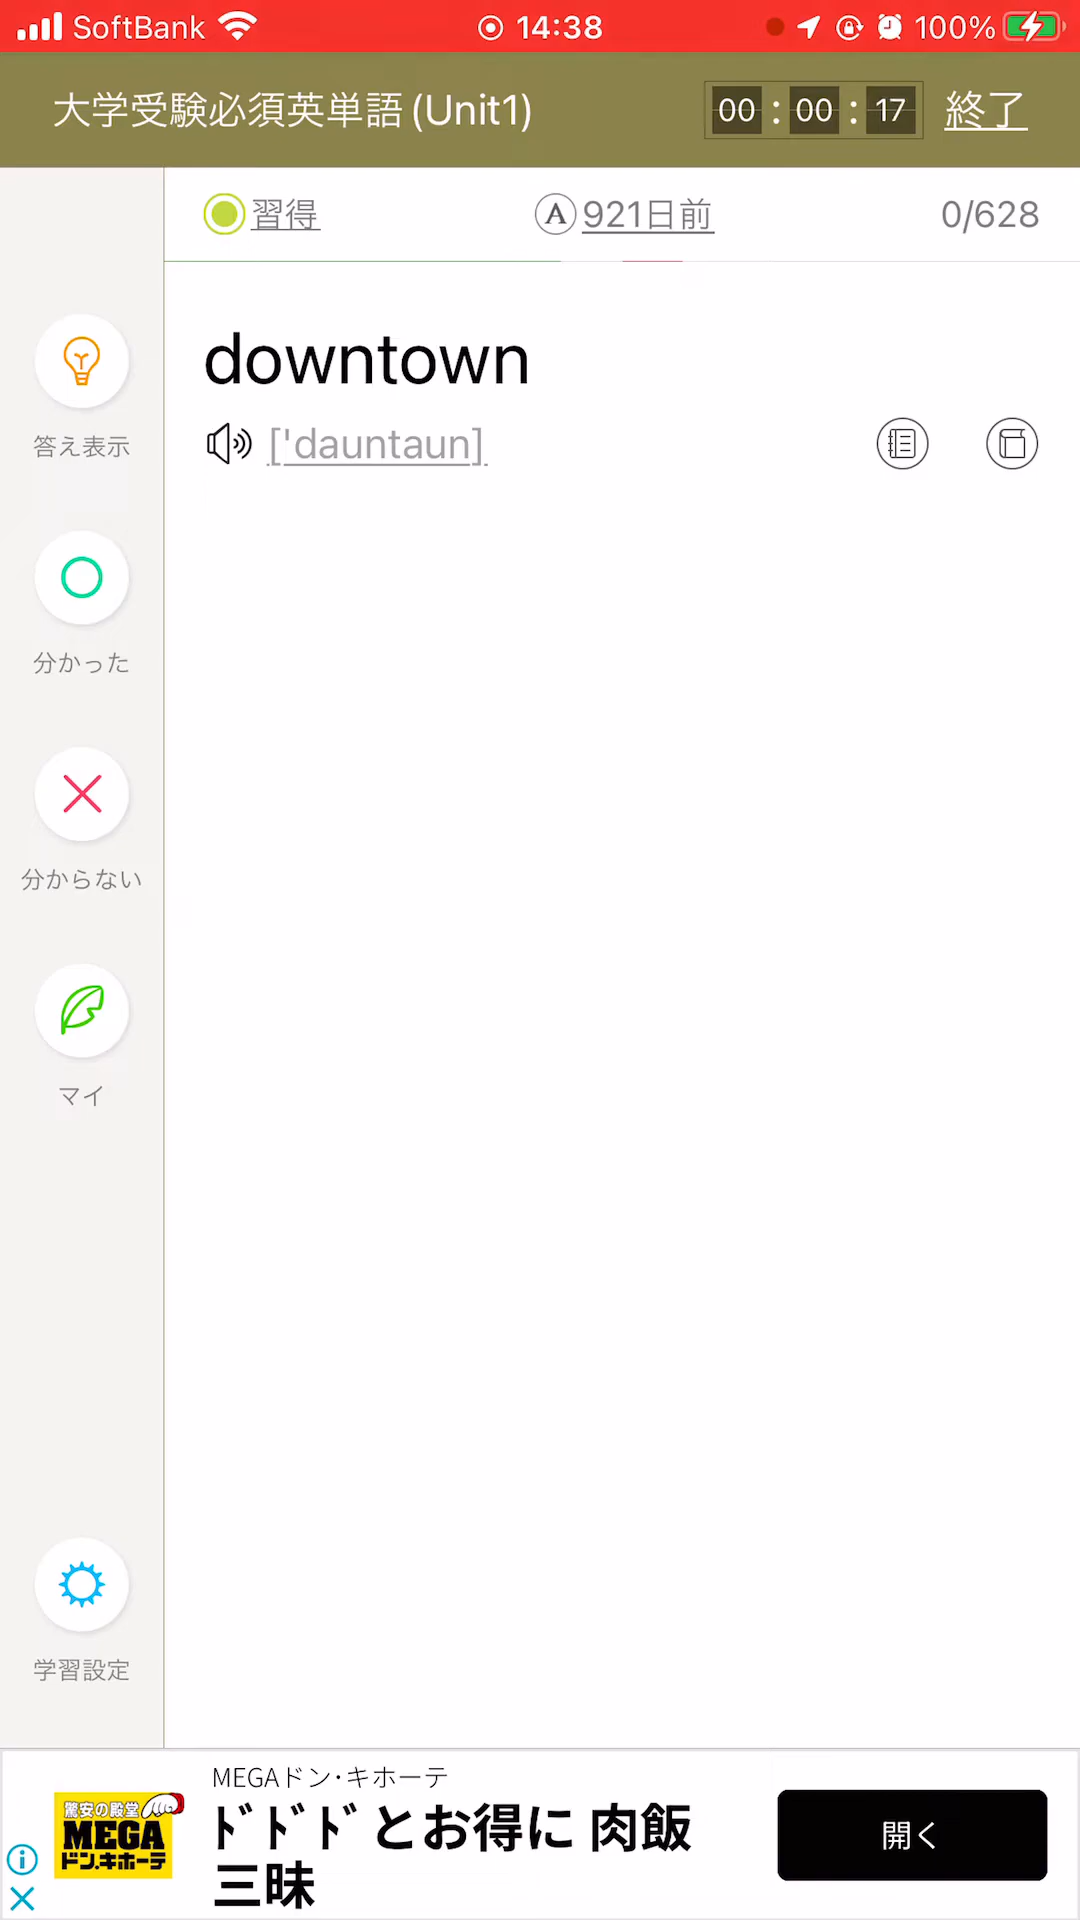 SoftBank 14:38 100%
大学受験必須英単語 (Unit1) 00 : 00 : 17 終了
習得 A 921日前 0/628
downtown
['dauntaun]
答え表示
分かった
分からない
マイ
学習設定
MEGAドン・キホーテ
ドドドとお得に 肉飯
三昧
開く
驚安の殿堂
MEGA
ドン.キホーテ